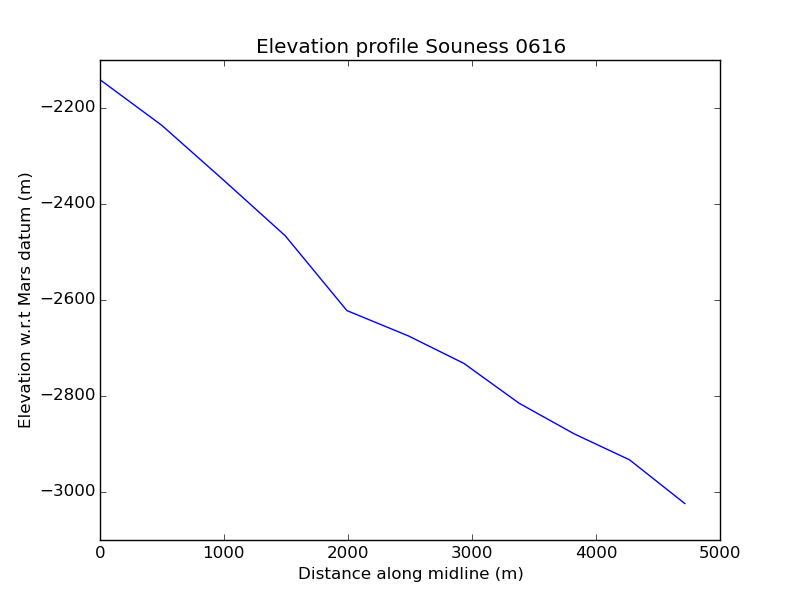 Elevation profile Souness 0616
Elevation w.r.t Mars datum (m)
−2200
−2400
−2600
−2800
−3000
0 1000 2000 3000 4000 5000
Distance along midline (m)